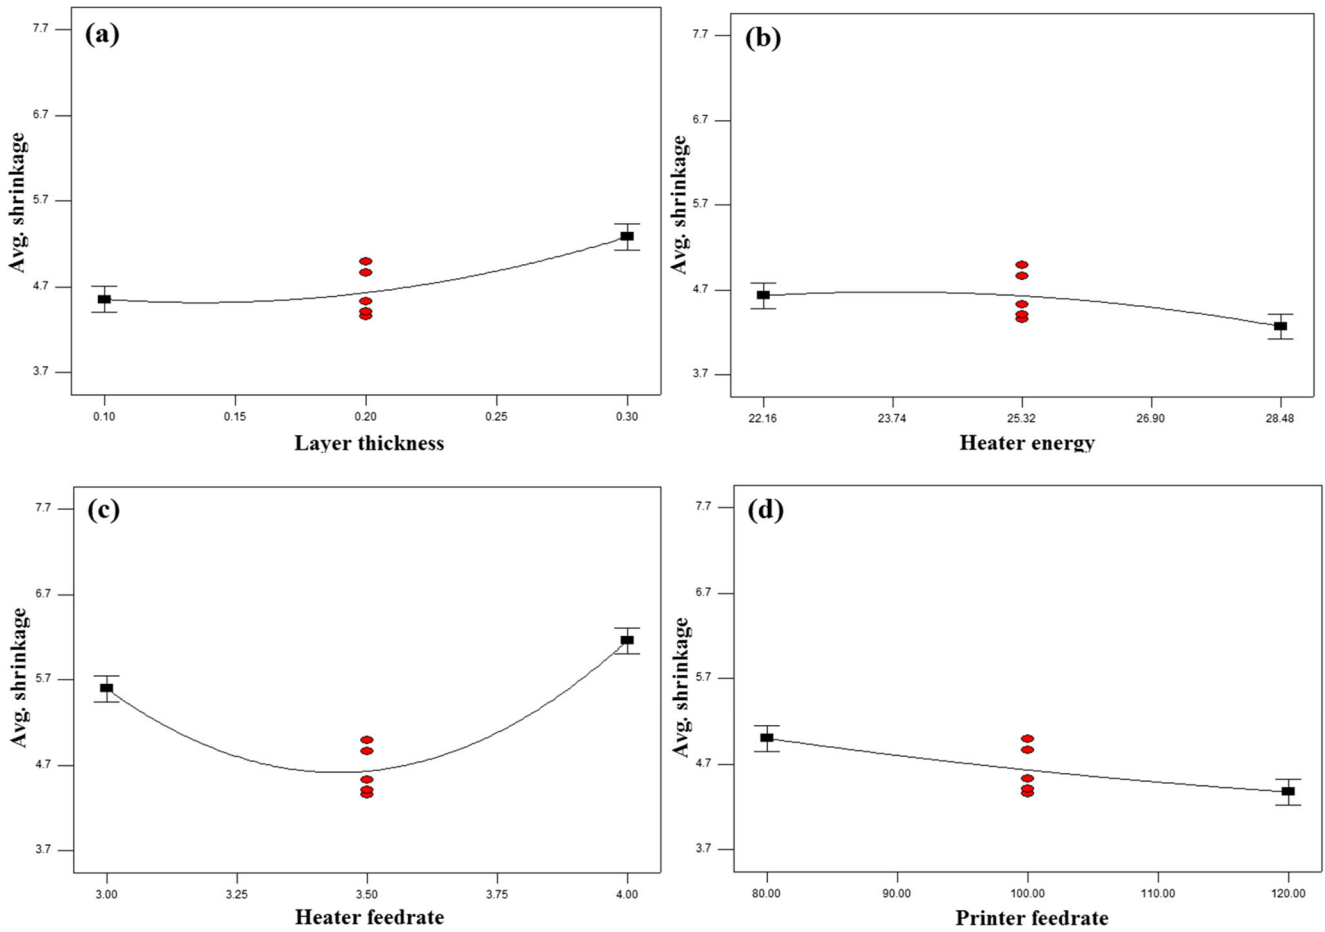 (a)
7.7
6.7
5.7
4.7
3.7
Avg. shrinkage
0.10 0.15 0.20 0.25 0.30
Layer thickness
(b)
7.7
6.7
5.7
4.7
3.7
Avg. shrinkage
22.16 23.74 25.32 26.90 28.48
Heater energy
(c)
7.7
6.7
5.7
4.7
3.7
Avg. shrinkage
3.00 3.25 3.50 3.75 4.00
Heater feedrate
(d)
7.7
6.7
5.7
4.7
3.7
Avg. shrinkage
80.00 90.00 100.00 110.00 120.00
Printer feedrate